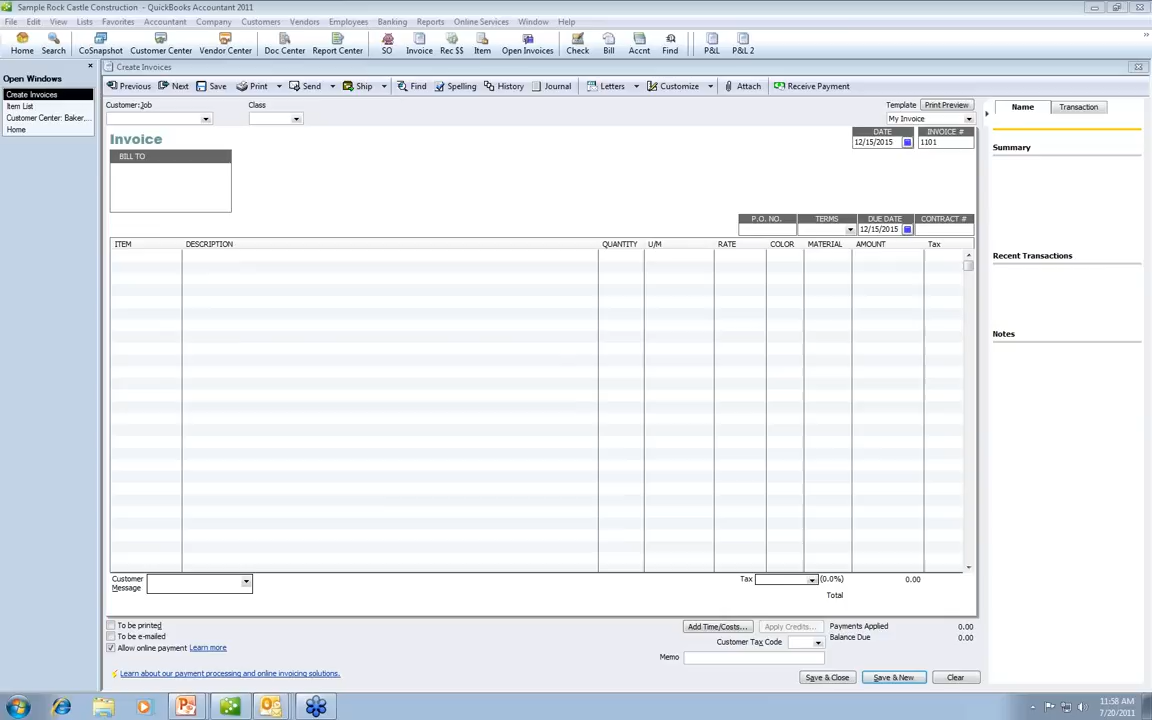 Sample Rock Castle Construction - QuickBooks Accountant 2011
File Edit View Lists Favorites Accountant Company Customers Vendors Employees Banking Reports Online Services Window Help
Home Search CoSnapshot Customer Center Vendor Center Doc Center Report Center SO Invoice Rec $$ Item Open Invoices Check Bill Accnt Find P&L P&L 2
Open Windows
Create Invoices
Item List
Customer Center: Baker,...
Home
Create Invoices
Previous Next Save Print Send Ship Find Spelling History Journal Letters Customize Attach Receive Payment
Customer:Job Class Template Print Preview
My Invoice
Invoice
DATE INVOICE #
12/15/2015 1101
BILL TO
P.O. NO. TERMS DUE DATE CONTRACT #
12/15/2015
ITEM DESCRIPTION QUANTITY U/M RATE COLOR MATERIAL AMOUNT Tax
Customer Message
Tax (0.0%) 0.00
Total
To be printed
To be e-mailed
Allow online payment Learn more
Add Time/Costs... Apply Credits... Payments Applied 0.00
Balance Due 0.00
Customer Tax Code
Memo
Learn about our payment processing and online invoicing solutions.
Save & Close Save & New Clear
Name Transaction
Summary
Recent Transactions
Notes
11:58 AM
7/20/2011